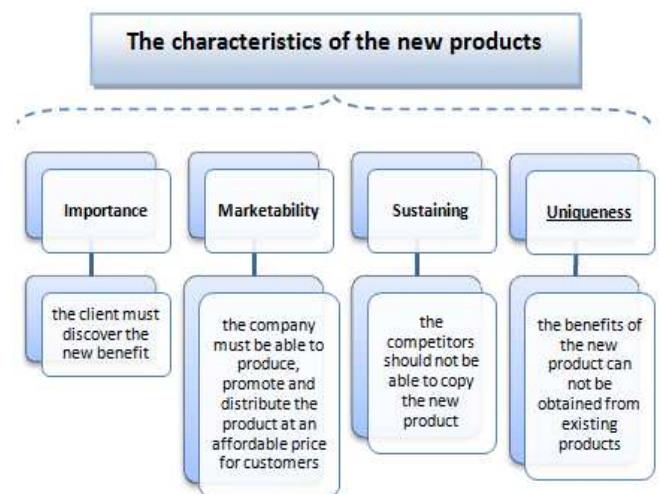 The characteristics of the new products
Importance
Marketability
Sustaining
Uniqueness
the client must
discover the
new benefit
the company
must be able to
produce,
promote and
distribute the
product at an
affordable price
for customers
the
competitors
should not be
able to copy
the new
product
the benefits of
the new
product can
not be
obtained from
existing
products